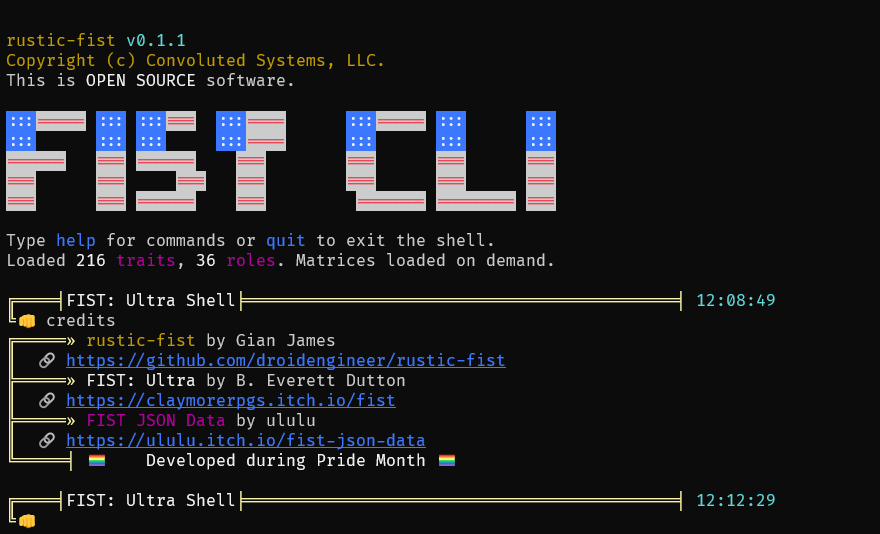 rustic-fist v0.1.1
Copyright (c) Convoluted Systems, LLC.
This is OPEN SOURCE software.
FIST CLI
Type help for commands or quit to exit the shell.
Loaded 216 traits, 36 roles. Matrices loaded on demand.
FIST: Ultra Shell 12:08:49
credits
» rustic-fist by Gian James
https://github.com/droidengineer/rustic-fist
» FIST: Ultra by B. Everett Dutton
https://claymorerpgs.itch.io/fist
» FIST JSON Data by ululu
https://ululu.itch.io/fist-json-data
Developed during Pride Month
FIST: Ultra Shell 12:12:29